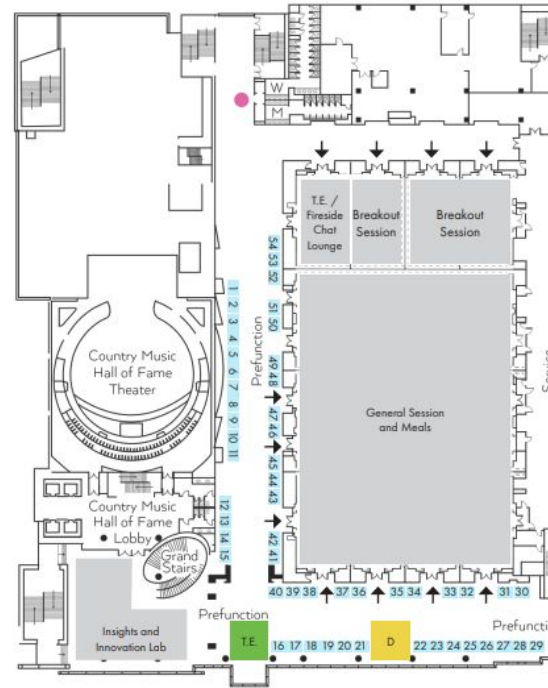 W
M
T.E. /
Fireside
Chat
Lounge
Breakout
Session
Breakout
Session
54
53
52
1
2
3
4
5
6
7
8
9
10
11
51
50
Prefunction
49
48
47
46
45
44
43
42
41
Country Music
Hall of Fame
Theater
General Session
and Meals
Country Music
Hall of Fame
Lobby
12
13
14
15
Grand
Stairs
40 39 38 37 36 35 34 33 32 31 30
Prefunction
Insights and
Innovation Lab
T.E.
16 17 18 19 20 21
D
22 23 24 25 26 27 28 29